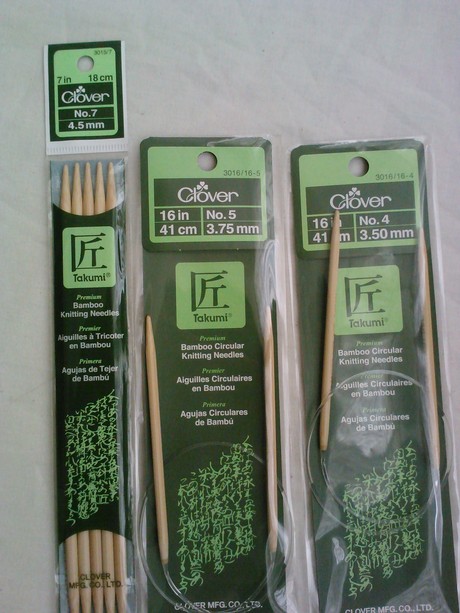 3015/7
7 in 18 cm
Clover
No.7
4.5 mm
匠
Takumi®
Premium
Bamboo
Knitting Needles
Premier
Aiguilles à Tricoter
en Bambou
Primera
Agujas de Tejer
de Bambú
CLOVER
MFG. CO., LTD.
3016/16-5
Clover
16 in No. 5
41 cm 3.75 mm
匠
Takumi®
Premium
Bamboo Circular
Knitting Needles
Premier
Aiguilles Circulaires
en Bambou
Primera
Agujas Circulares
de Bambú
CLOVER MFG. CO., LTD.
3016/16-4
Clover
16 in No. 4
41 cm 3.50 mm
匠
Takumi®
Premium
Bamboo Circular
Knitting Needles
Premier
Aiguilles Circulaires
en Bambou
Primera
Agujas Circulares
de Bambú
CLOVER MFG. CO., LTD.